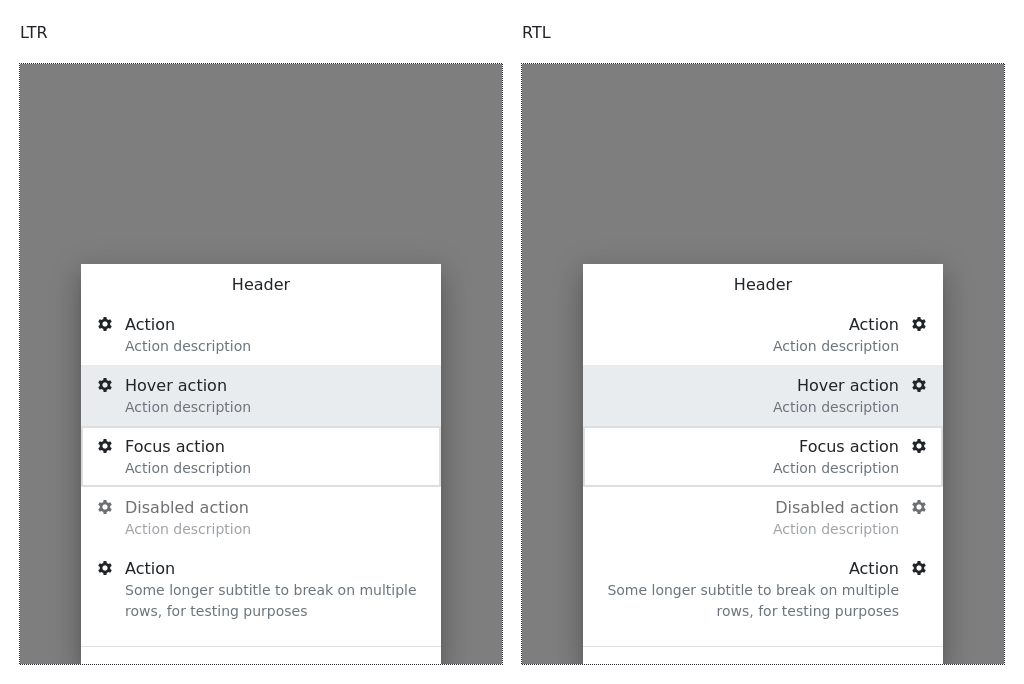 LTR
Header
Action
Action description
Hover action
Action description
Focus action
Action description
Disabled action
Action description
Action
Some longer subtitle to break on multiple
rows, for testing purposes
RTL
Header
Action
Action description
Hover action
Action description
Focus action
Action description
Disabled action
Action description
Action
Some longer subtitle to break on multiple
rows, for testing purposes